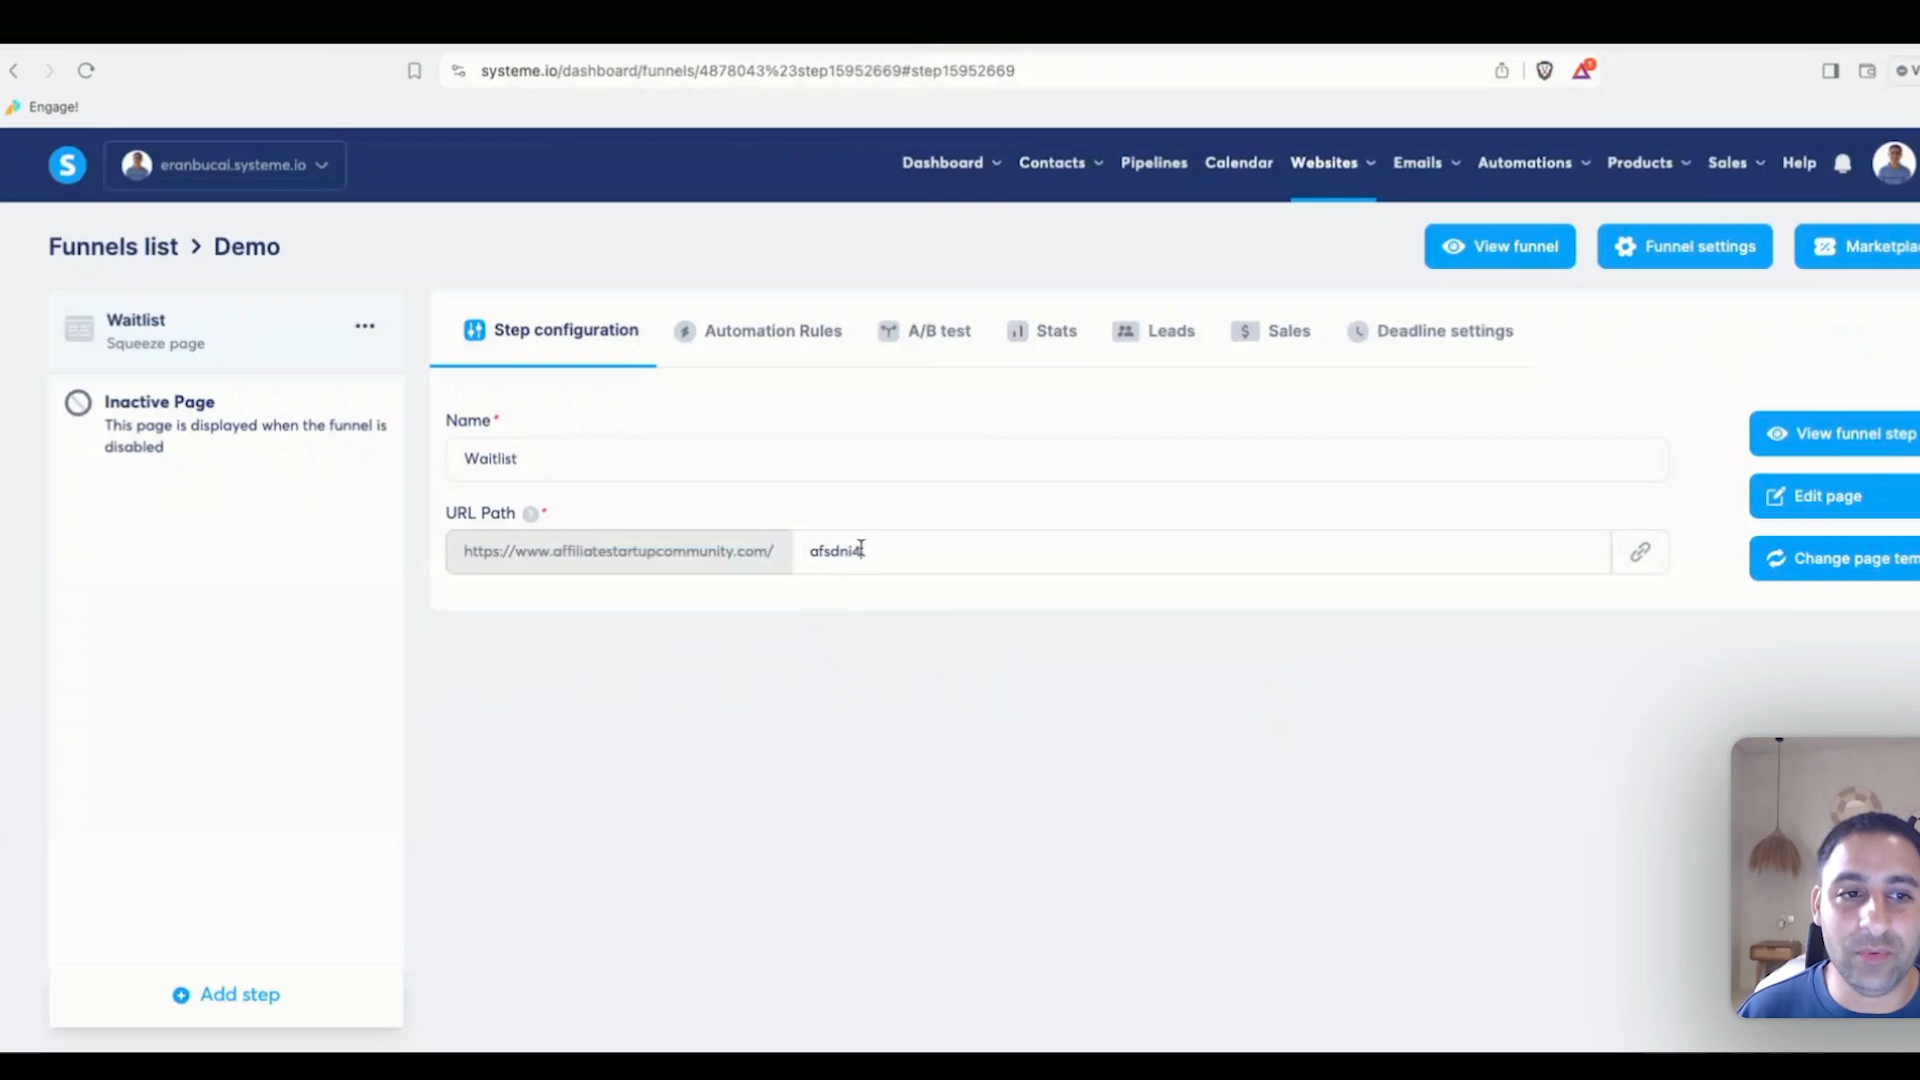 systeme.io/dashboard/funnels/4878043%23step15952669#step15952669
1
Engage!
S
eranbucai.systeme.io
Dashboard
Contacts
Pipelines
Calendar
Websites
Emails
Automations
Products
Sales
Help
Funnels list > Demo
View funnel
Funnel settings
Marketpla
Waitlist
Squeeze page
Inactive Page
This page is displayed when the funnel is
disabled
Add step
Step configuration
Automation Rules
A/B test
Stats
Leads
Sales
Deadline settings
Name*
Waitlist
URL Path ? *
https://www.affiliatestartupcommunity.com/
View funnel step
Edit page
Change page tem